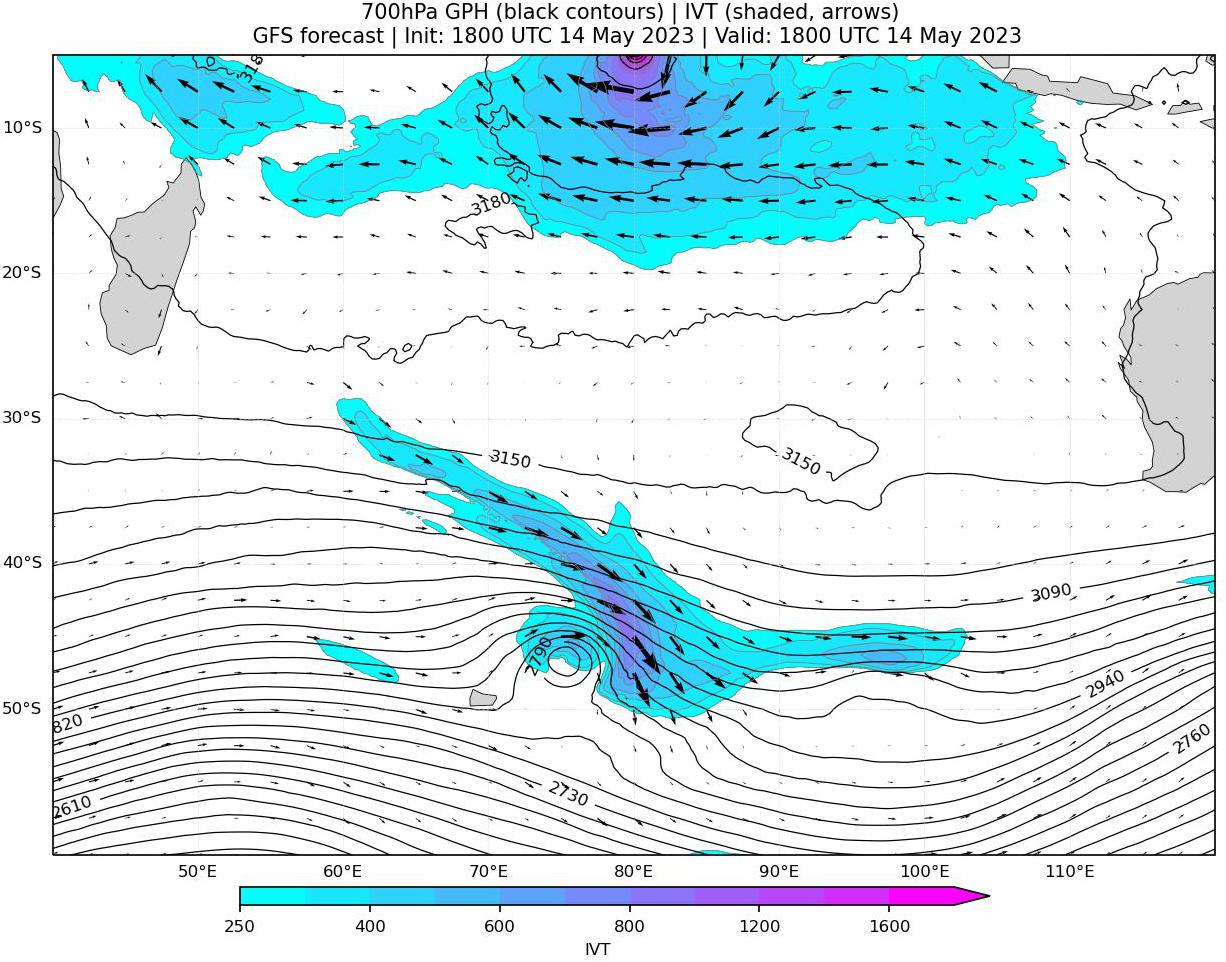 700hPa GPH (black contours) | IVT (shaded, arrows)
GFS forecast | Init: 1800 UTC 14 May 2023 | Valid: 1800 UTC 14 May 2023
318
10°S
3180
20°S
30°S
3150
3150
40°S
3090
2790
2940
50°S
820
2760
2730
2610
50°E 60°E 70°E 80°E 90°E 100°E 110°E
250 400 600 800 1200 1600
IVT